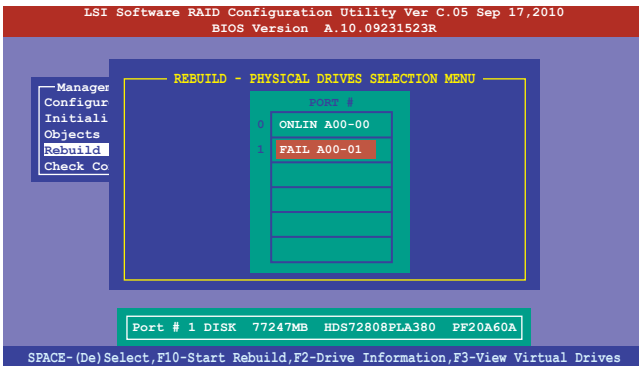 LSI Software RAID Configuration Utility Ver C.05 Sep 17,2010
BIOS Version A.10.09231523R
REBUILD - PHYSICAL DRIVES SELECTION MENU
Managem
Configur
Initiali
Objects
Rebuild
Check Co
PORT #
0 ONLIN A00-00
1 FAIL A00-01
Port # 1 DISK 77247MB HDS72808PLA380 PF20A60A
SPACE-(De)Select,F10-Start Rebuild,F2-Drive Information,F3-View Virtual Drives